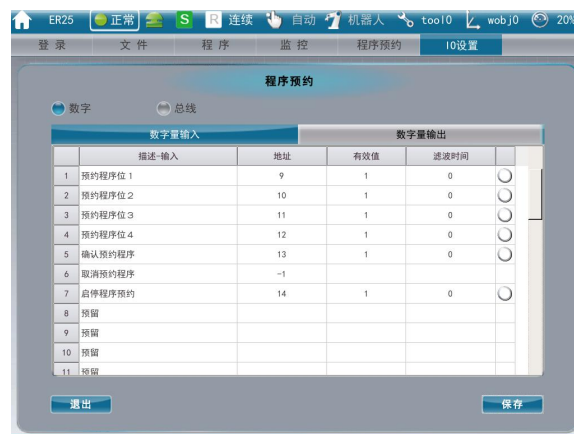 ER25 正常 S R 连续 自动 机器人 tool0 wobj0 20%
登录 文件 程序 监控 程序预约 IO设置
程序预约
数字 总线
数字量输入 数字量输出
描述-输入 地址 有效值 滤波时间
1 预约程序位1 9 1 0
2 预约程序位2 10 1 0
3 预约程序位3 11 1 0
4 预约程序位4 12 1 0
5 确认预约程序 13 1 0
6 取消预约程序 -1
7 启停程序预约 14 1 0
8 预留
9 预留
10 预留
11 预留
退出 保存